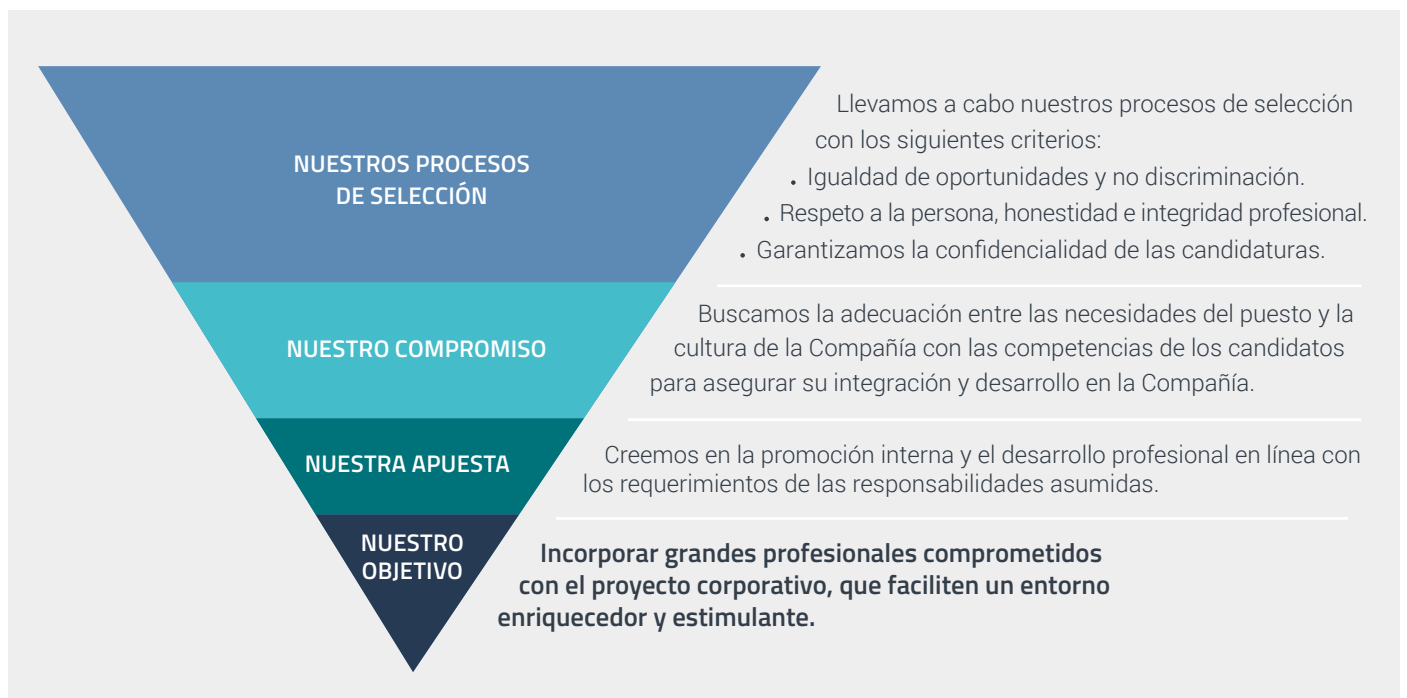 NUESTROS PROCESOS
DE SELECCIÓN
Llevamos a cabo nuestros procesos de selección
con los siguientes criterios:
• Igualdad de oportunidades y no discriminación.
• Respeto a la persona, honestidad e integridad profesional.
• Garantizamos la confidencialidad de las candidaturas.
NUESTRO COMPROMISO
Buscamos la adecuación entre las necesidades del puesto y la
cultura de la Compañía con las competencias de los candidatos
para asegurar su integración y desarrollo en la Compañía.
NUESTRA APUESTA
Creemos en la promoción interna y el desarrollo profesional en línea con
los requerimientos de las responsabilidades asumidas.
NUESTRO
OBJETIVO
Incorporar grandes profesionales comprometidos
con el proyecto corporativo, que faciliten un entorno
enriquecedor y estimulante.